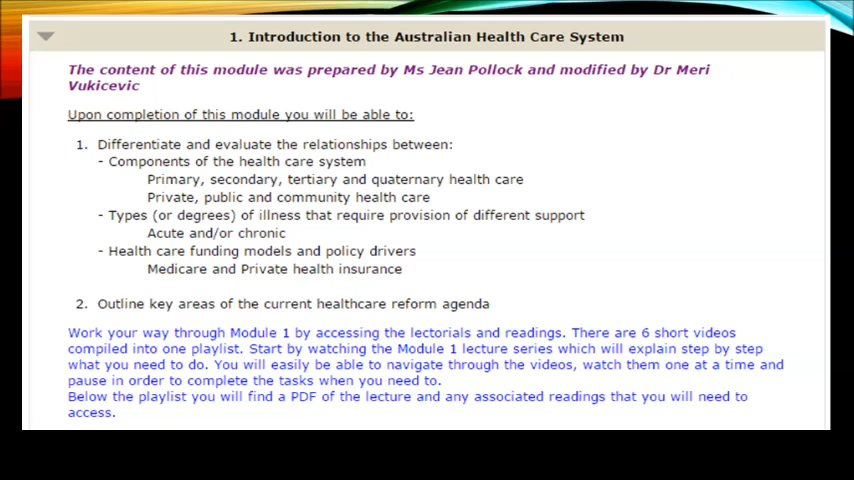 1. Introduction to the Australian Health Care System
The content of this module was prepared by Ms Jean Pollock and modified by Dr Meri
Vukicevic
Upon completion of this module you will be able to:
1. Differentiate and evaluate the relationships between:
- Components of the health care system
Primary, secondary, tertiary and quaternary health care
Private, public and community health care
- Types (or degrees) of illness that require provision of different support
Acute and/or chronic
- Health care funding models and policy drivers
Medicare and Private health insurance
2. Outline key areas of the current healthcare reform agenda
Work your way through Module 1 by accessing the lectorials and readings. There are 6 short videos
compiled into one playlist. Start by watching the Module 1 lecture series which will explain step by step
what you need to do. You will easily be able to navigate through the videos, watch them one at a time and
pause in order to complete the tasks when you need to.
Below the playlist you will find a PDF of the lecture and any associated readings that you will need to
access.